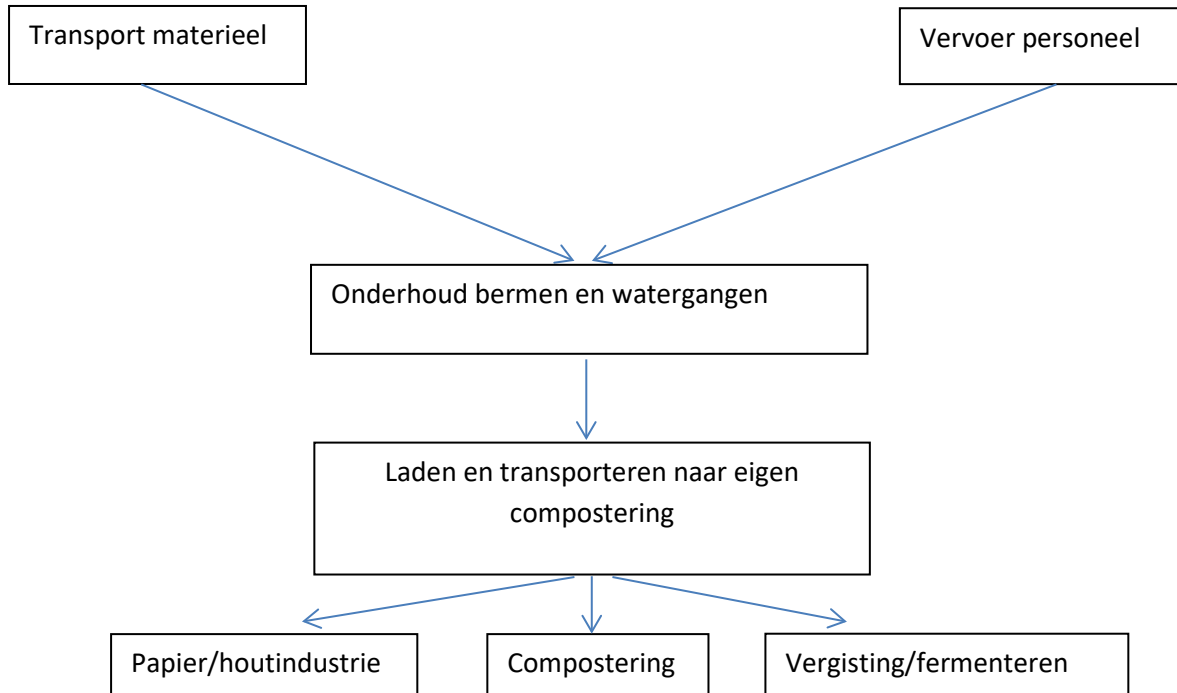 Transport materieel
Vervoer personeel
Onderhoud bermen en watergangen
Laden en transporteren naar eigen
compostering
Papier/houtindustrie
Compostering
Vergisting/fermenteren